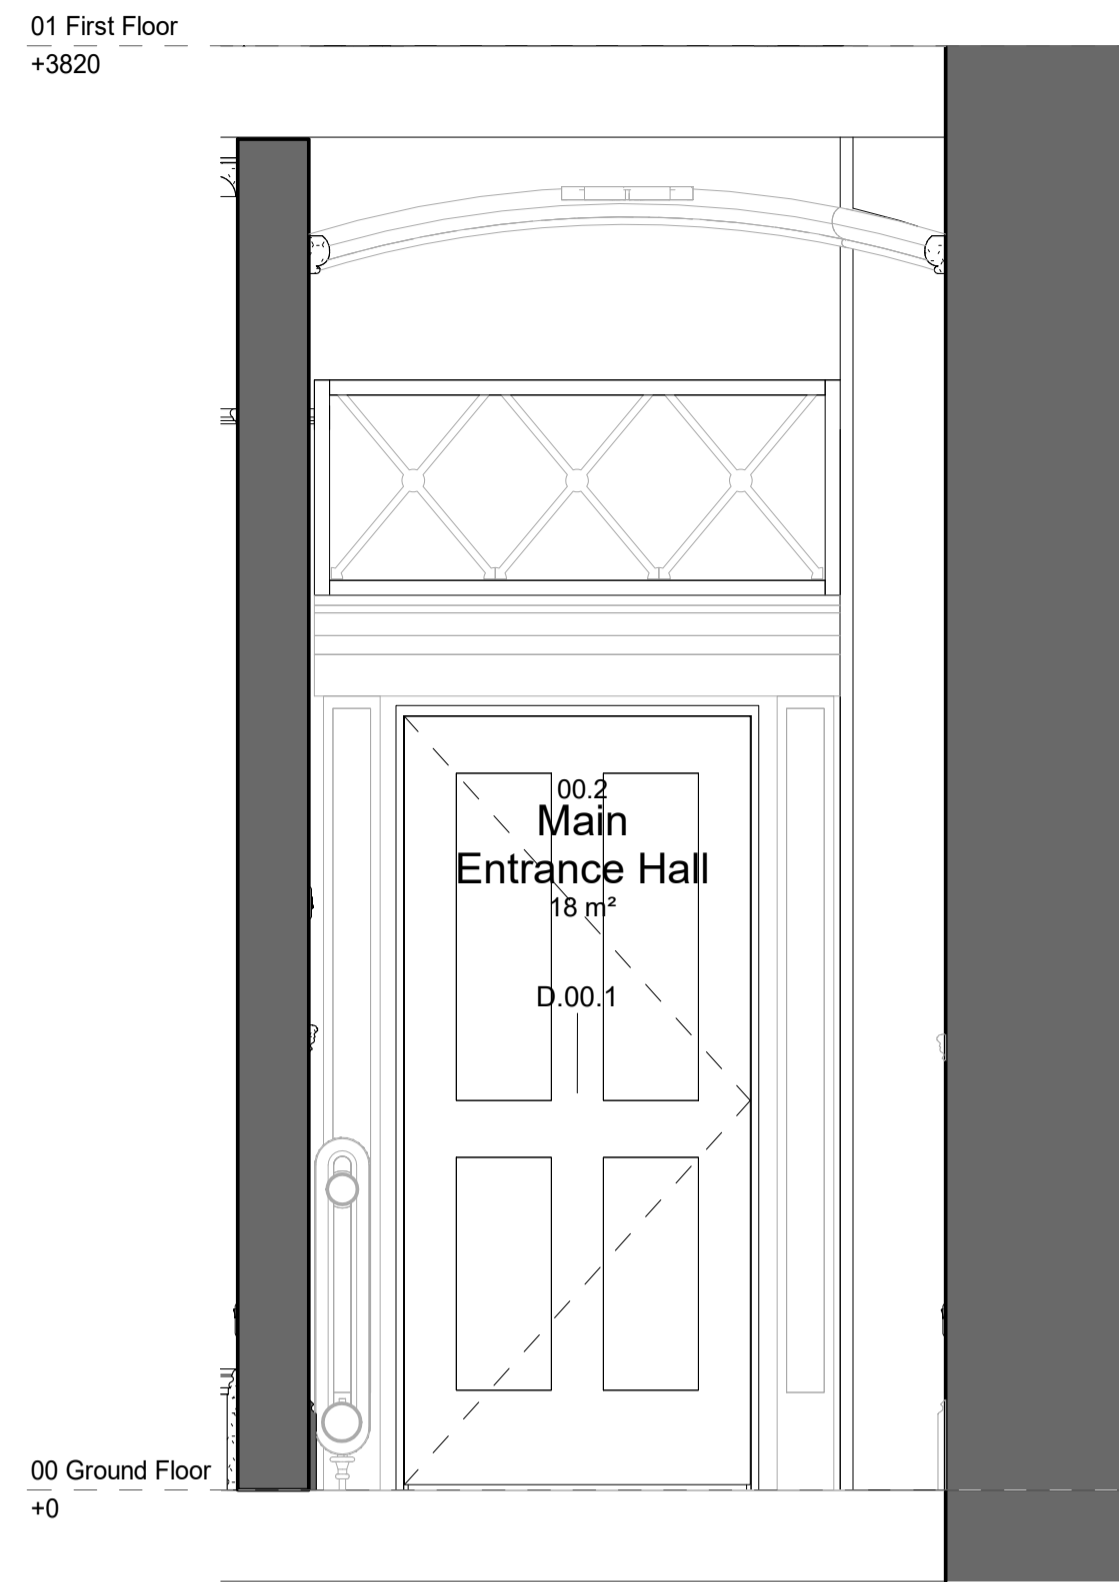 01 First Floor
+3820
00.2
Main
Entrance Hall
18 m²
D.00.1
00 Ground Floor
+0